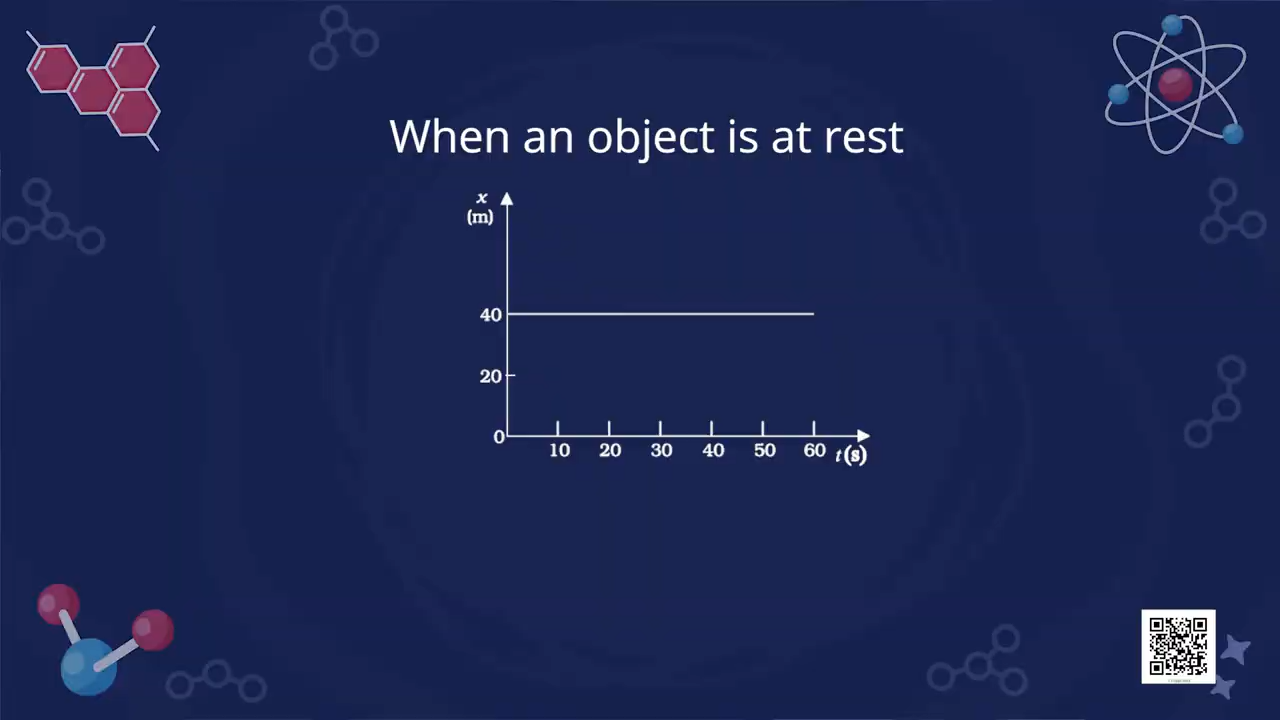 When an object is at rest
x
(m)
40
20
0
10 20 30 40 50 60 t(s)